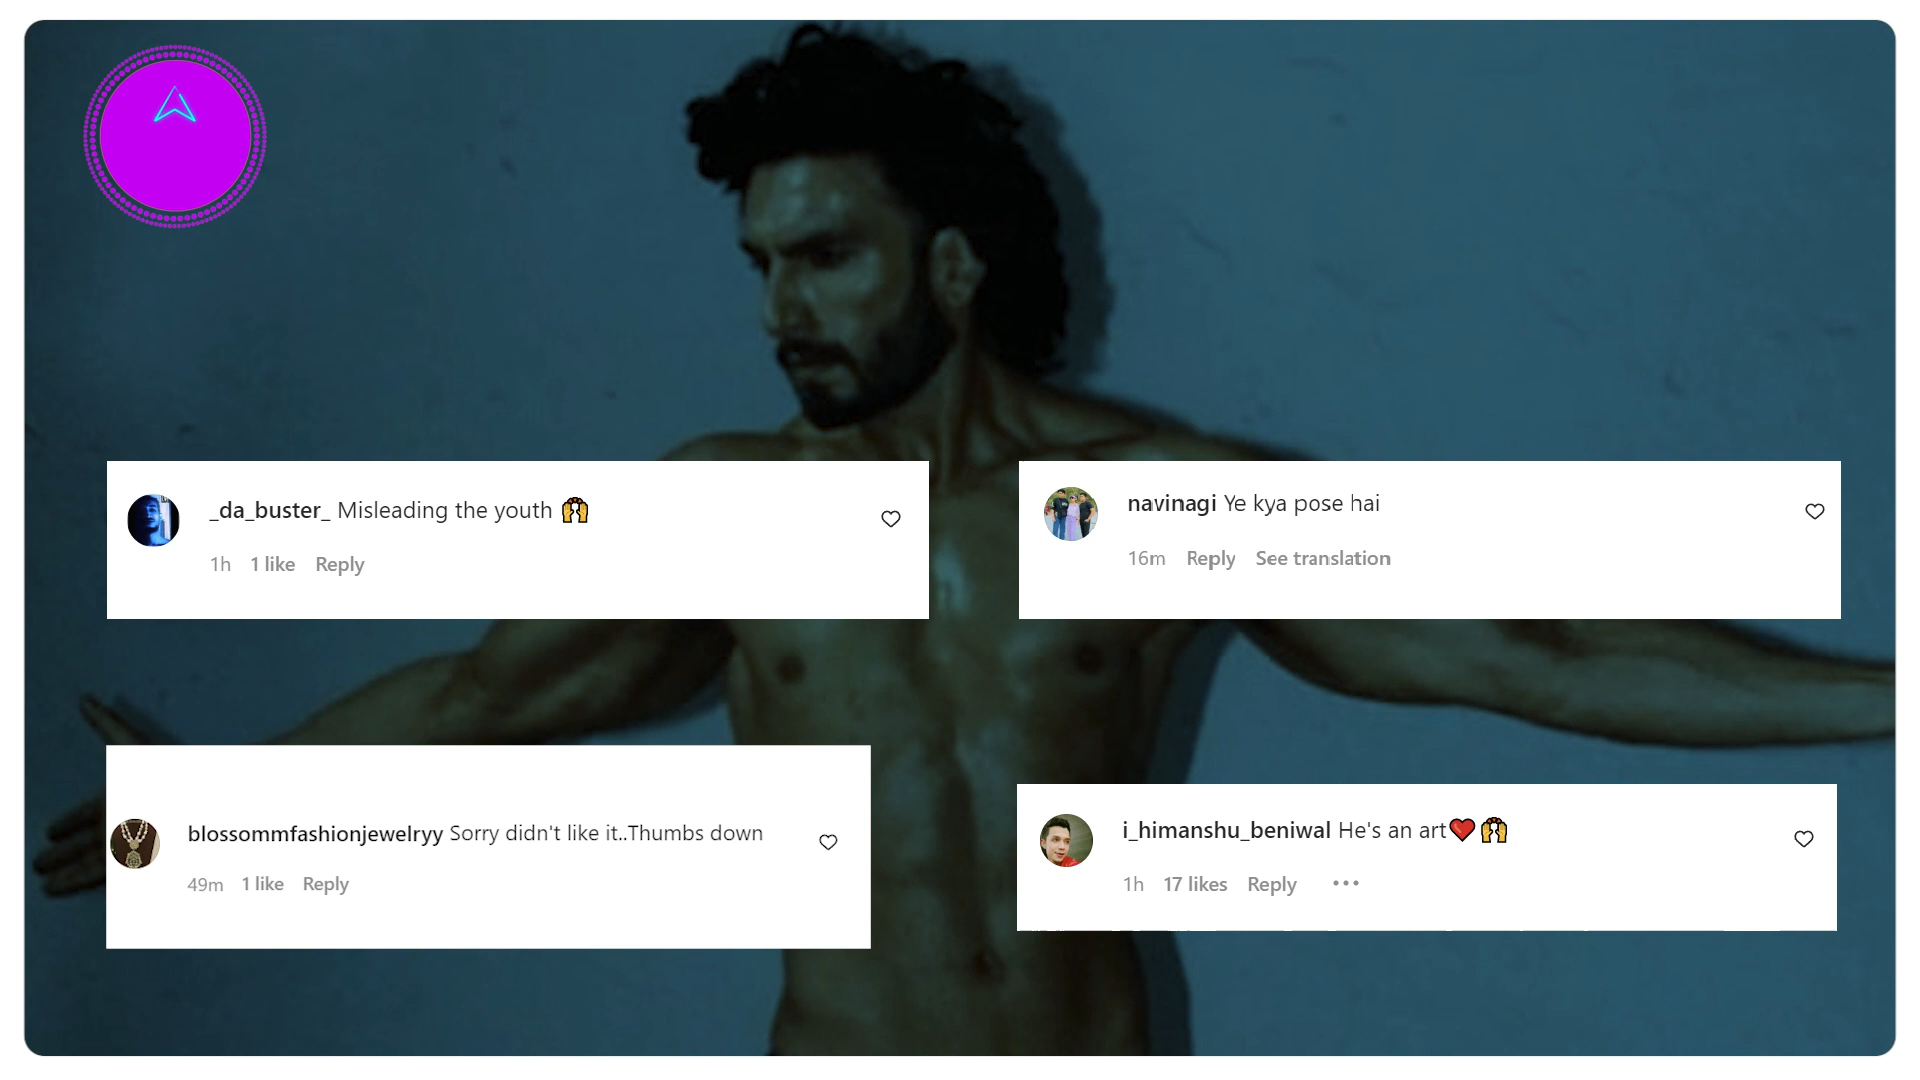 _da_buster_ Misleading the youth 🙌
1h 1 like Reply
navinagi Ye kya pose hai
16m Reply See translation
blossommfashionjewelryy Sorry didn't like it..Thumbs down
49m 1 like Reply
i_himanshu_beniwal He's an art❤️🙌
1h 17 likes Reply •••